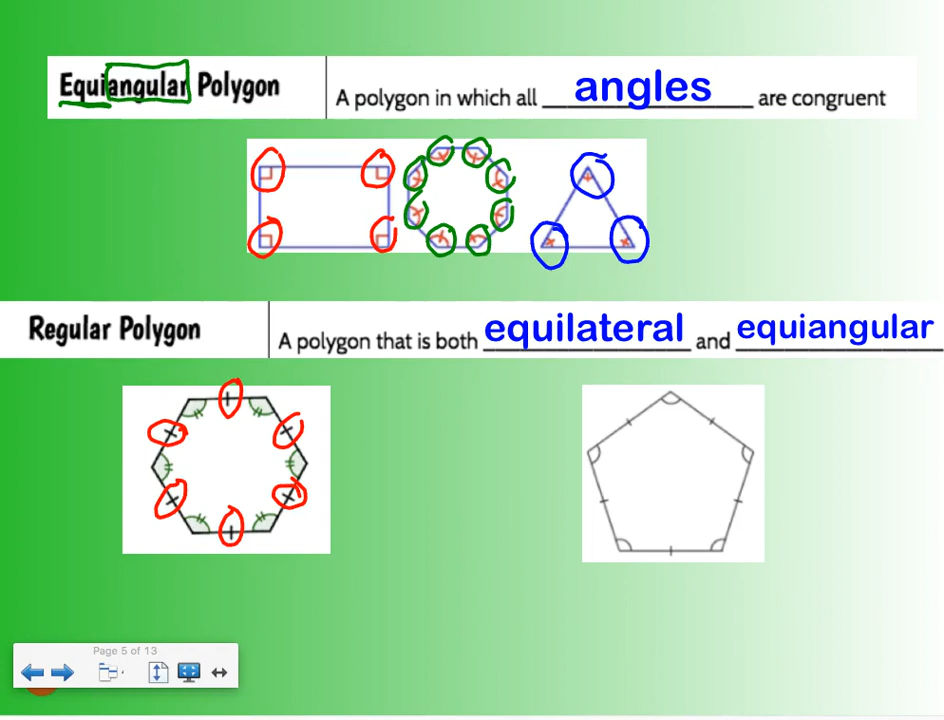 Equiangular Polygon
A polygon in which all angles are congruent
Regular Polygon
A polygon that is both equilateral and equiangular
Page 5 of 13